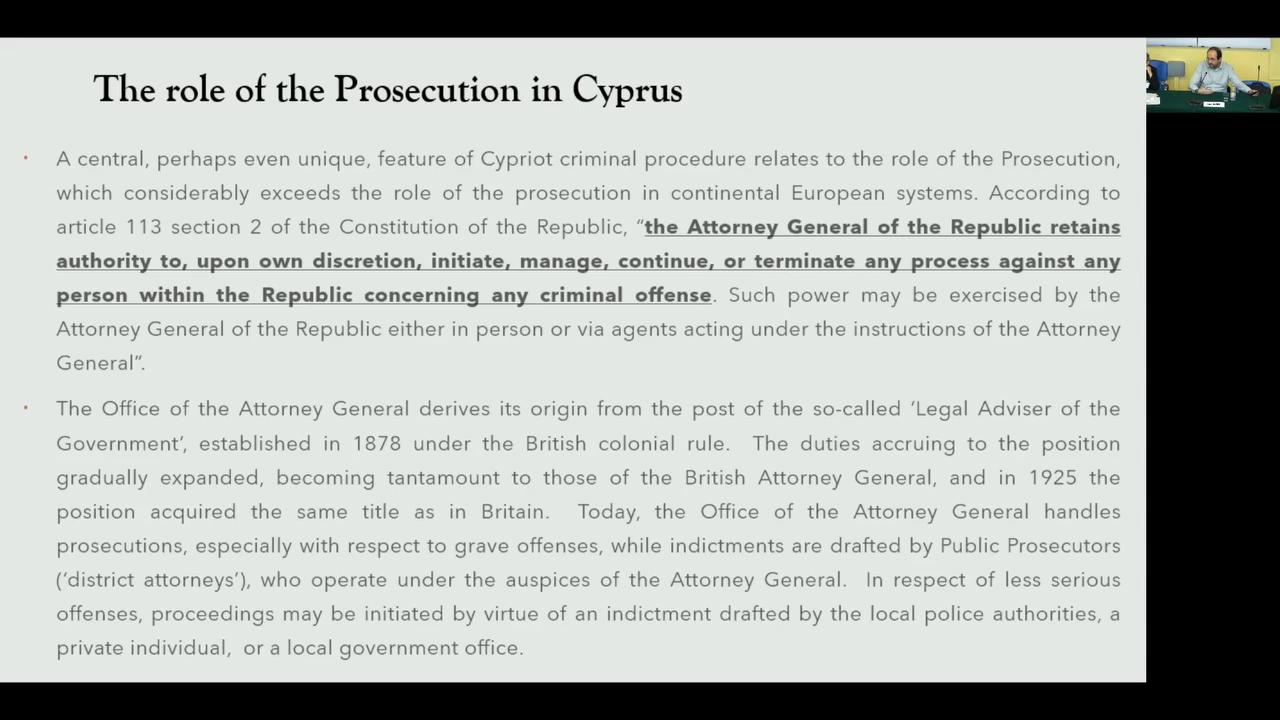 The role of the Prosecution in Cyprus
• A central, perhaps even unique, feature of Cypriot criminal procedure relates to the role of the Prosecution,
which considerably exceeds the role of the prosecution in continental European systems. According to
article 113 section 2 of the Constitution of the Republic, “the Attorney General of the Republic retains
authority to, upon own discretion, initiate, manage, continue, or terminate any process against any
person within the Republic concerning any criminal offense. Such power may be exercised by the
Attorney General of the Republic either in person or via agents acting under the instructions of the Attorney
General”.
• The Office of the Attorney General derives its origin from the post of the so-called ‘Legal Adviser of the
Government’, established in 1878 under the British colonial rule. The duties accruing to the position
gradually expanded, becoming tantamount to those of the British Attorney General, and in 1925 the
position acquired the same title as in Britain. Today, the Office of the Attorney General handles
prosecutions, especially with respect to grave offenses, while indictments are drafted by Public Prosecutors
(‘district attorneys’), who operate under the auspices of the Attorney General. In respect of less serious
offenses, proceedings may be initiated by virtue of an indictment drafted by the local police authorities, a
private individual, or a local government office.